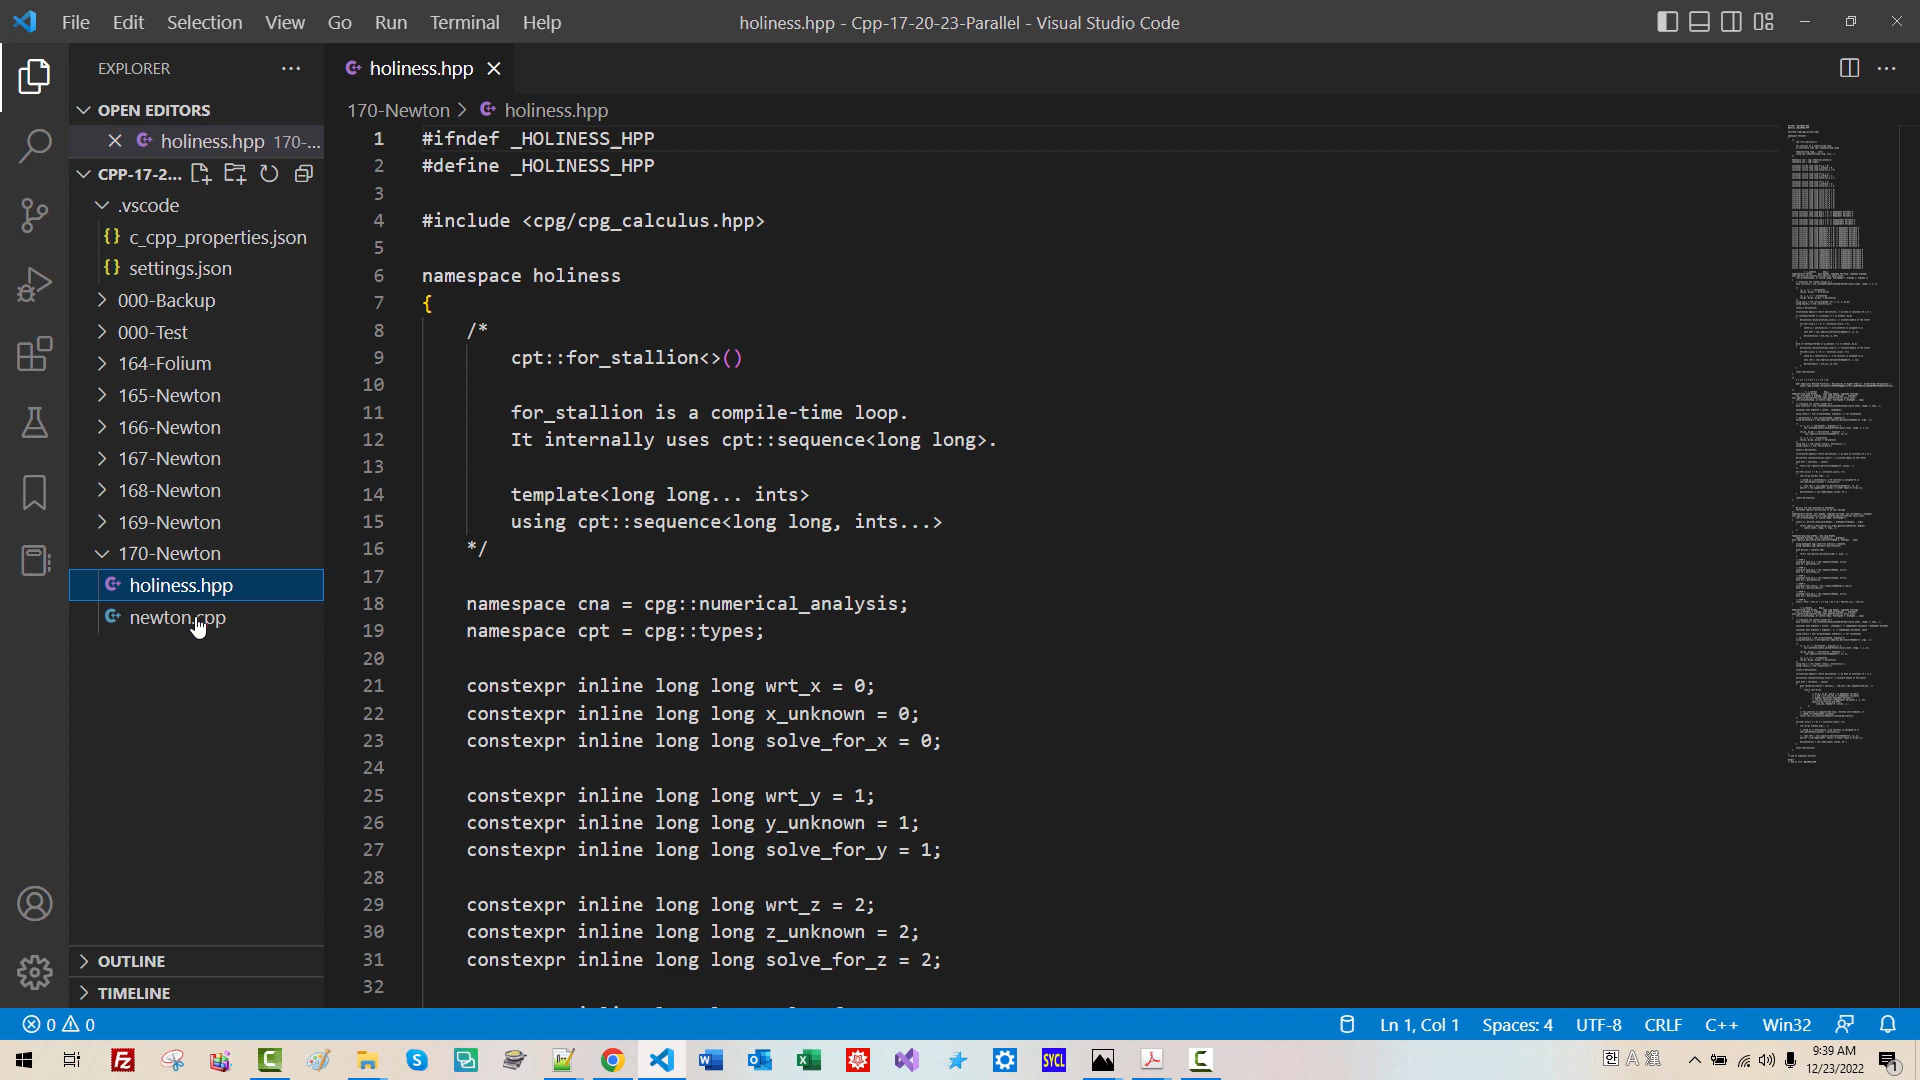 File Edit Selection View Go Run Terminal Help
holiness.hpp - Cpp-17-20-23-Parallel - Visual Studio Code
EXPLORER
OPEN EDITORS
holiness.hpp 170-...
CPP-17-2...
.vscode
{} c_cpp_properties.json
{} settings.json
000-Backup
000-Test
164-Folium
165-Newton
166-Newton
167-Newton
168-Newton
169-Newton
170-Newton
holiness.hpp
newton.cpp
OUTLINE
TIMELINE
holiness.hpp
170-Newton > holiness.hpp
1 #ifndef _HOLINESS_HPP
2 #define _HOLINESS_HPP
3
4 #include <cpg/cpg_calculus.hpp>
5
6 namespace holiness
7 {
8 /*
9 cpt::for_stallion<>()
10
11 for_stallion is a compile-time loop.
12 It internally uses cpt::sequence<long long>.
13
14 template<long long... ints>
15 using cpt::sequence<long long, ints...>
16 */
17
18 namespace cna = cpg::numerical_analysis;
19 namespace cpt = cpg::types;
20
21 constexpr inline long long wrt_x = 0;
22 constexpr inline long long x_unknown = 0;
23 constexpr inline long long solve_for_x = 0;
24
25 constexpr inline long long wrt_y = 1;
26 constexpr inline long long y_unknown = 1;
27 constexpr inline long long solve_for_y = 1;
28
29 constexpr inline long long wrt_z = 2;
30 constexpr inline long long z_unknown = 2;
31 constexpr inline long long solve_for_z = 2;
32
0 0
Ln 1, Col 1 Spaces: 4 UTF-8 CRLF C++ Win32
SYCL
한 A 漢
9:39 AM
12/23/2022
1